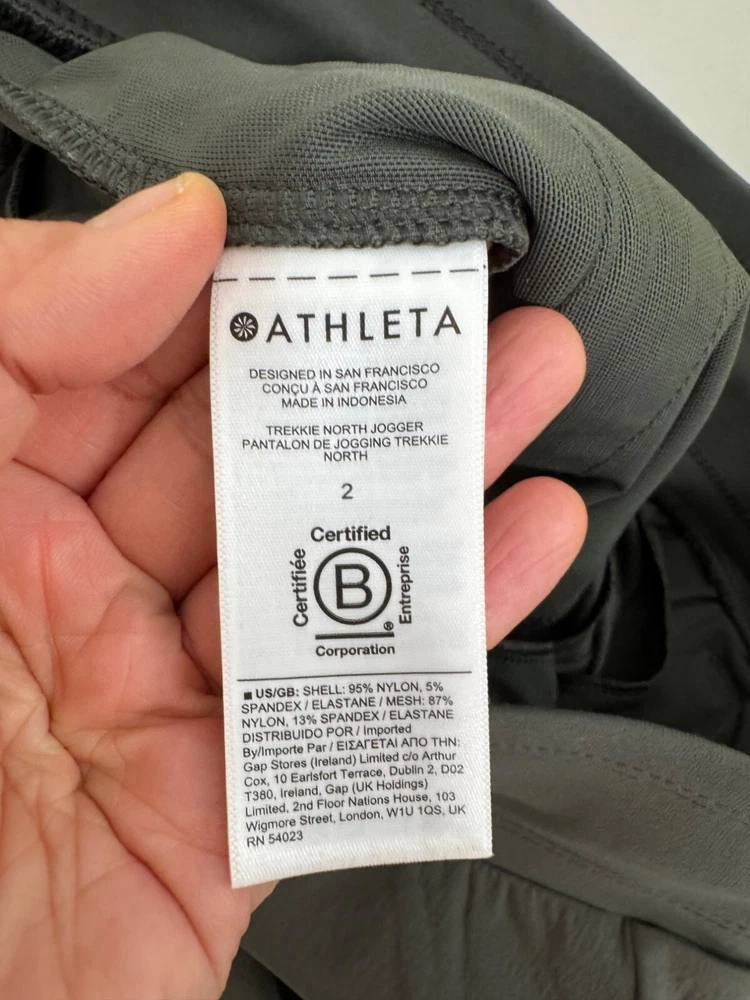 ATHLETA
DESIGNED IN SAN FRANCISCO
CONÇU À SAN FRANCISCO
MADE IN INDONESIA
TREKKIE NORTH JOGGER
PANTALON DE JOGGING TREKKIE
NORTH
2
Certified
Certifiée
B
Entreprise
®
Corporation
■ US/GB: SHELL: 95% NYLON, 5%
SPANDEX / ELASTANE / MESH: 87%
NYLON, 13% SPANDEX / ELASTANE
DISTRIBUIDO POR / Imported
By/Importe Par / ΕΙΣΑΓΕΤΑΙ ΑΠΟ ΤΗΝ:
Gap Stores (Ireland) Limited c/o Arthur
Cox, 10 Earlsfort Terrace, Dublin 2, D02
T380, Ireland, Gap (UK Holdings)
Limited, 2nd Floor Nations House, 103
Wigmore Street, London, W1U 1QS, UK
RN 54023